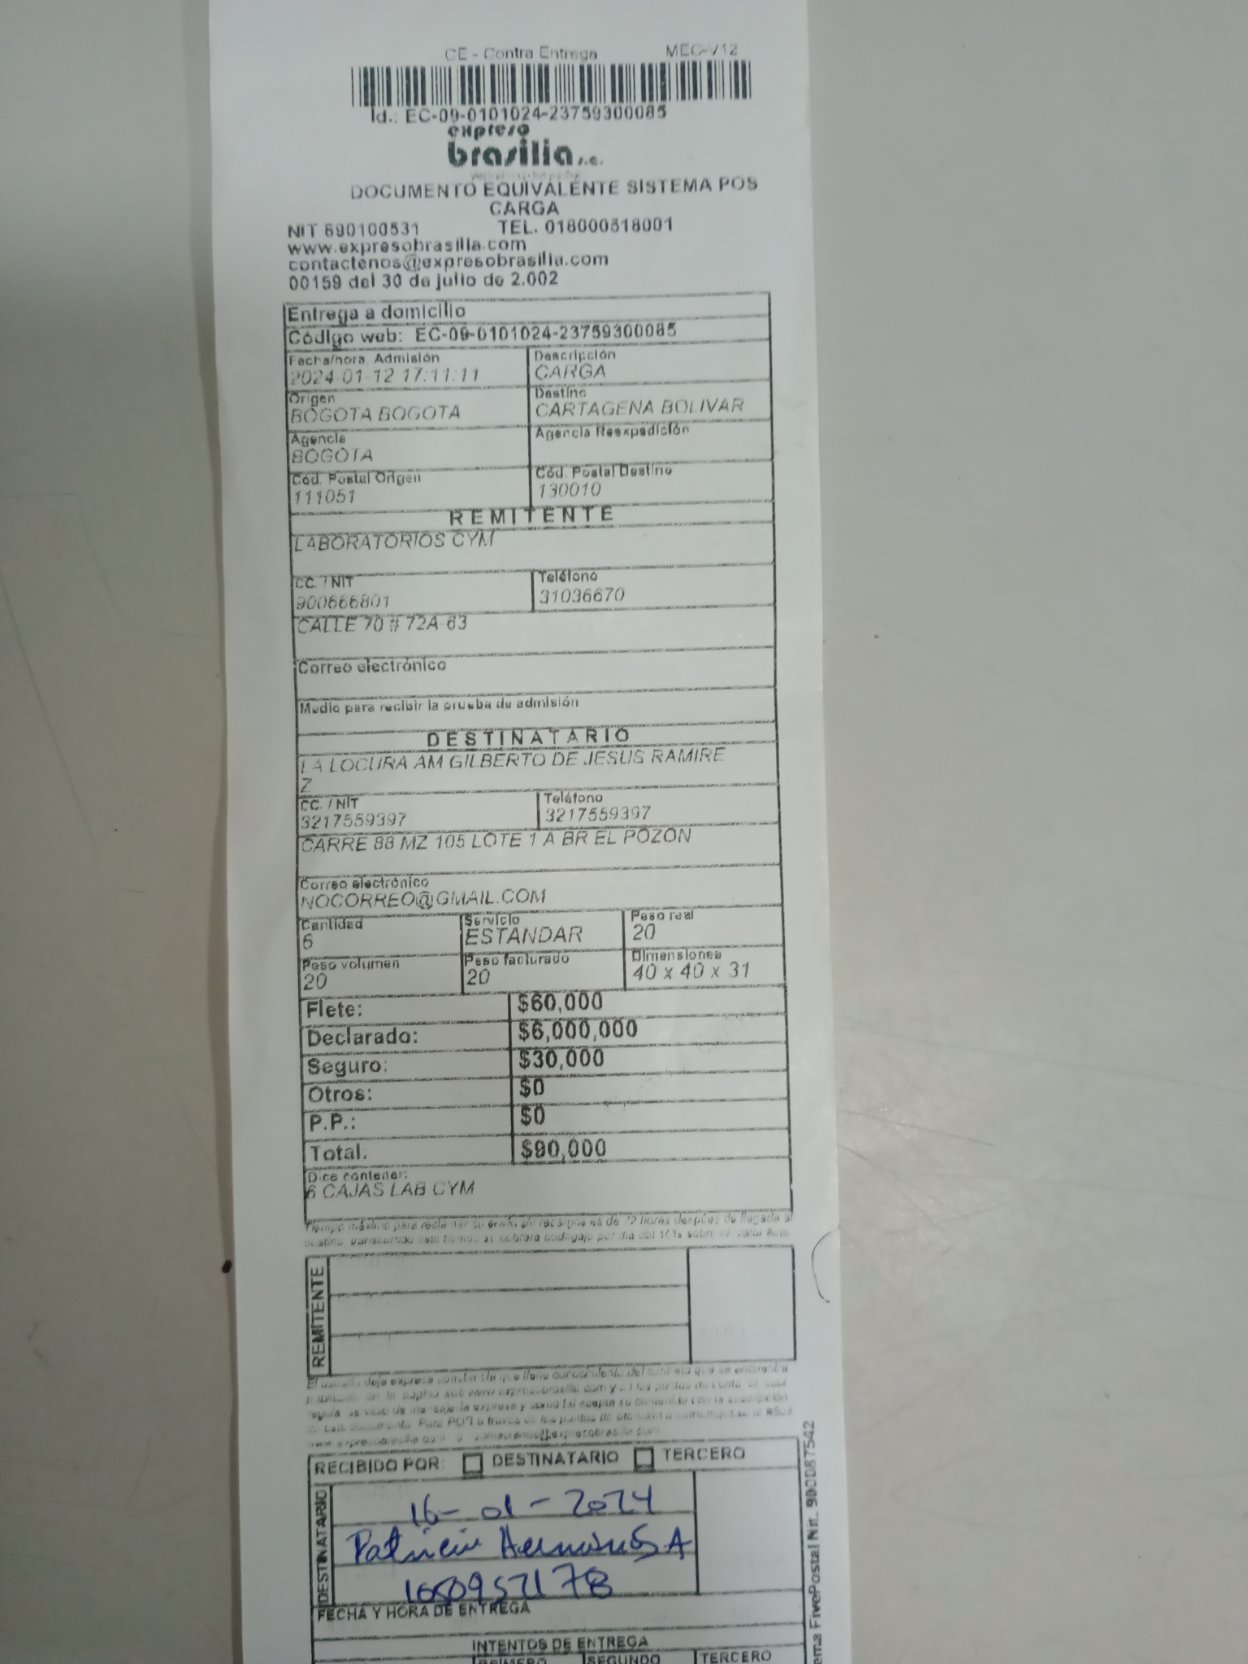 CE - Contra Entrega MEC-V12
Id.: EC-09-0101024-23759300085
expreso
brasilia s.a.
DOCUMENTO EQUIVALENTE SISTEMA POS
CARGA
NIT 890100531 TEL. 018000518001
www.expresobrasilia.com
contactenos@expresobrasilia.com
00159 del 30 de julio de 2.002
Entrega a domicilio
Código web: EC-09-0101024-23759300085
Fecha/hora Admisión Descripción
2024-01-12 17:11:11 CARGA
Origen Destino
BOGOTA BOGOTA CARTAGENA BOLIVAR
Agencia Agencia Reexpedición
BOGOTA
Cód. Postal Origen Cód. Postal Destino
111051 130010
REMITENTE
LABORATORIOS CYM
CC. / NIT Teléfono
900666801 31036670
CALLE 70 # 72A-63
Correo electrónico
Medio para recibir la prueba de admisión
DESTINATARIO
LA LOCURA AM GILBERTO DE JESUS RAMIRE
Z
CC. / NIT Teléfono
3217559397 3217559397
CARRE 88 MZ 105 LOTE 1 A BR EL POZON
Correo electrónico
NOCORREO@GMAIL.COM
Cantidad Servicio Peso real
6 ESTANDAR 20
Peso volumen Peso facturado Dimensiones
20 20 40 x 40 x 31
Flete: $60,000
Declarado: $6,000,000
Seguro: $30,000
Otros: $0
P.P.: $0
Total: $90,000
Dice contener:
6 CAJAS LAB CYM
REMITENTE
RECIBIDO POR: DESTINATARIO TERCERO
DESTINATARIO
16-01-2024
FECHA Y HORA DE ENTREGA
INTENTOS DE ENTREGA
PRIMERO SEGUNDO TERCERO
FivePostal Nit. 900087542